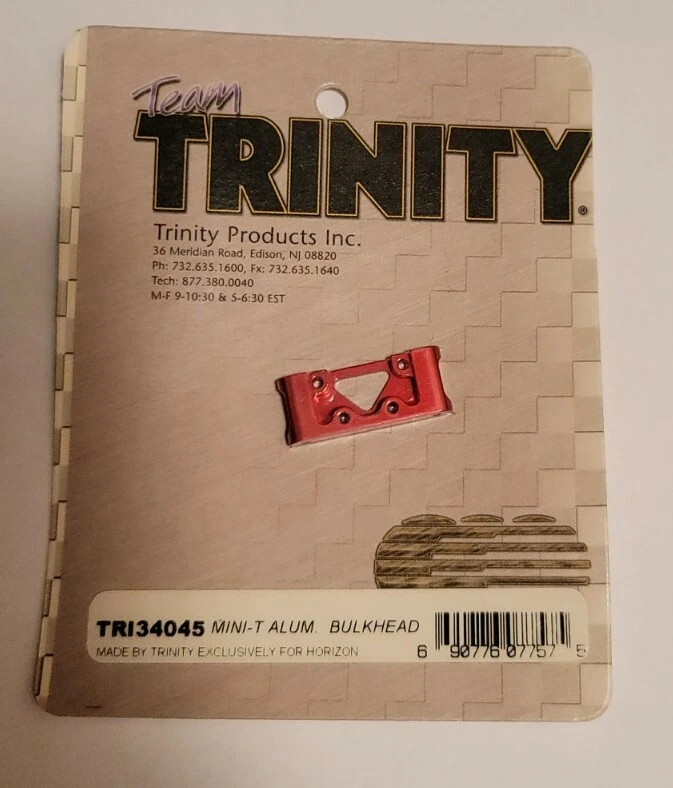 Team
TRINITY®
Trinity Products Inc.
36 Meridian Road, Edison, NJ 08820
Ph: 732.635.1600, Fx: 732.635.1640
Tech: 877.380.0040
M-F 9-10:30 & 5-6:30 EST
TRI34045 MINI-T ALUM. BULKHEAD
MADE BY TRINITY EXCLUSIVELY FOR HORIZON
6 90776 07757 5